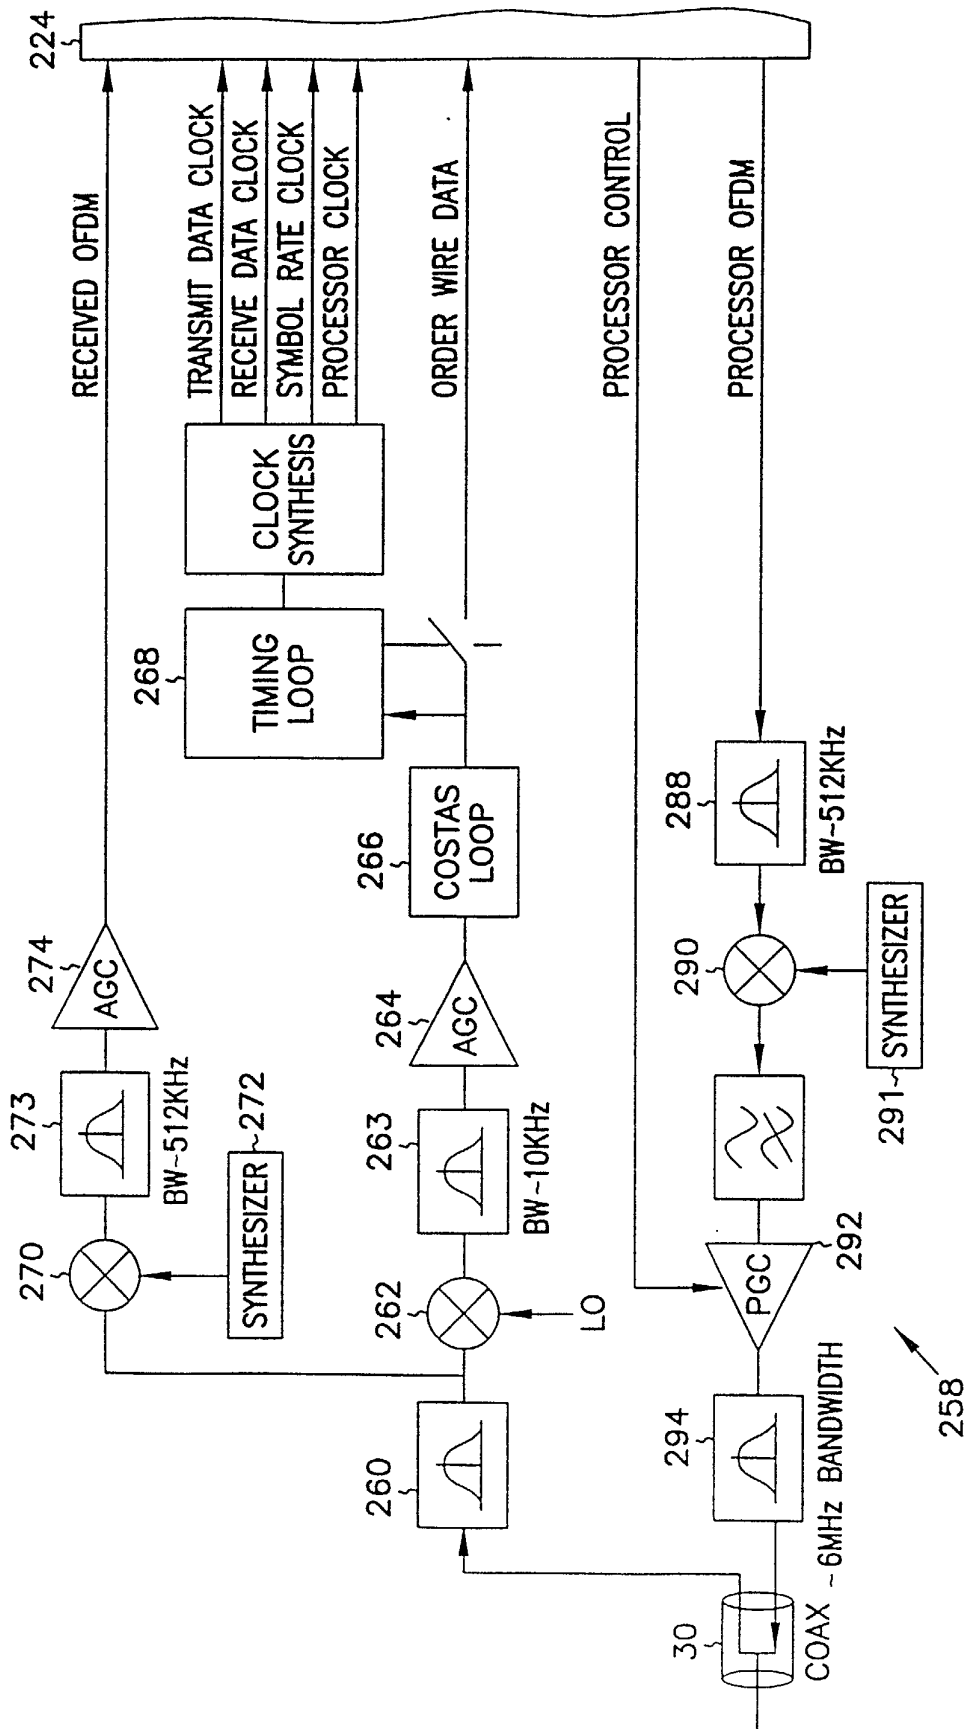 224
RECEIVED OFDM
TRANSMIT DATA CLOCK
RECEIVE DATA CLOCK
SYMBOL RATE CLOCK
PROCESSOR CLOCK
ORDER WIRE DATA
PROCESSOR CONTROL
PROCESSOR OFDM
CLOCK
SYNTHESIS
268
TIMING
LOOP
274
AGC
273
BW~512KHz
270
SYNTHESIZER
272
266
COSTAS
LOOP
264
AGC
263
BW~10KHz
262
LO
260
288
BW~512KHz
290
291
SYNTHESIZER
292
PGC
294
~6MHz BANDWIDTH
30
COAX
258